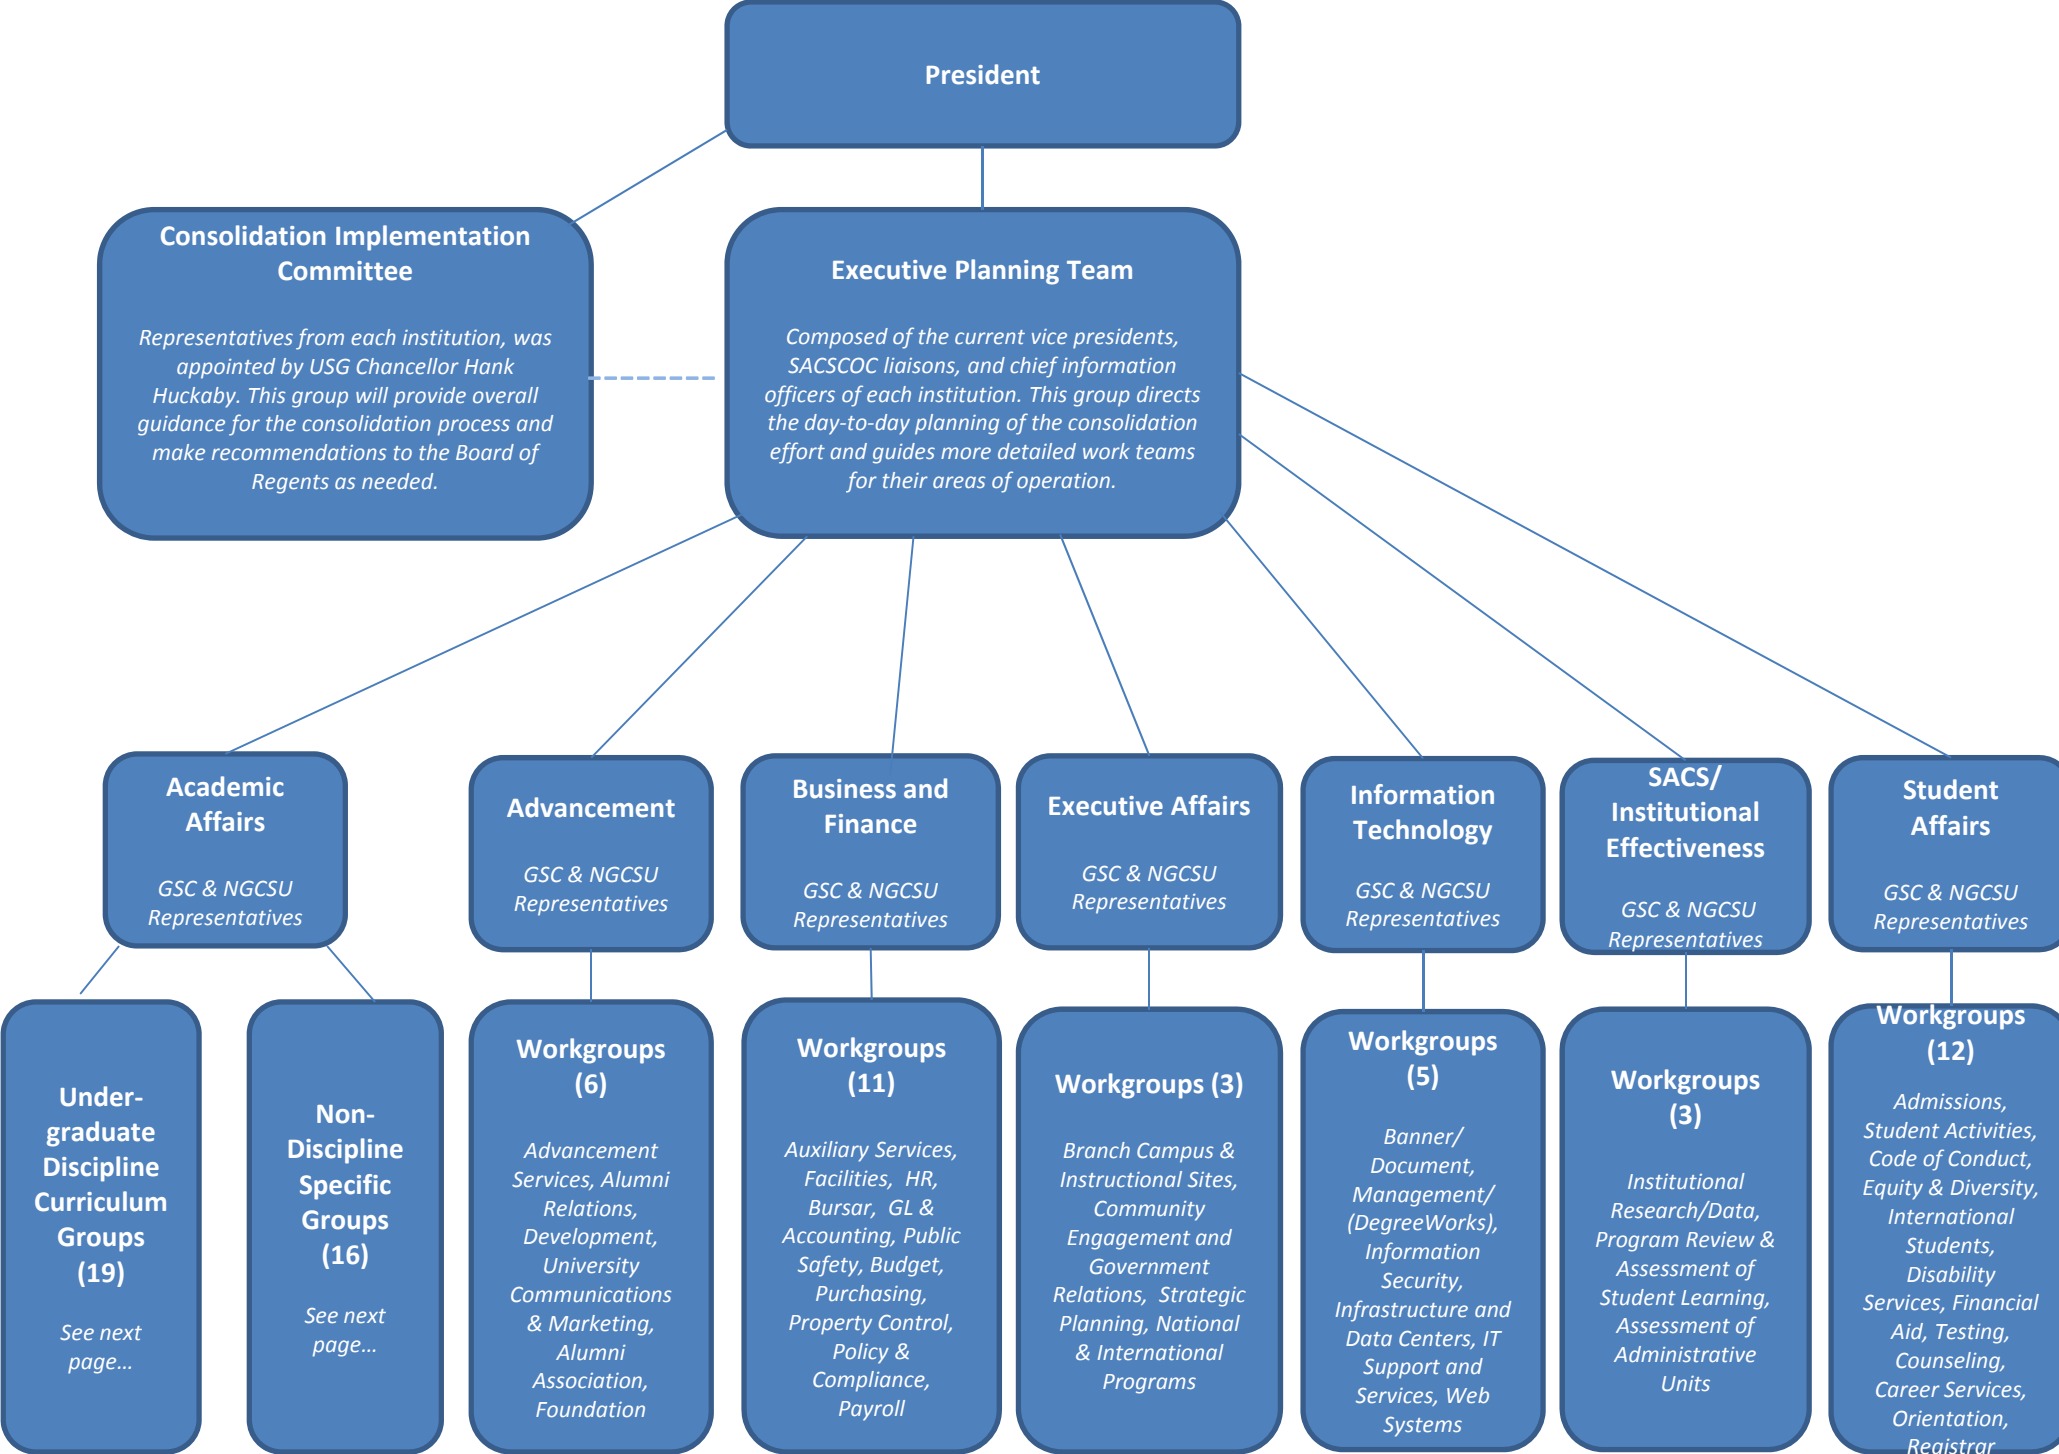 President
Consolidation Implementation
Committee
Representatives from each institution, was
appointed by USG Chancellor Hank
Huckaby. This group will provide overall
guidance for the consolidation process and
make recommendations to the Board of
Regents as needed.
Executive Planning Team
Composed of the current vice presidents,
SACSCOC liaisons, and chief information
officers of each institution. This group directs
the day-to-day planning of the consolidation
effort and guides more detailed work teams
for their areas of operation.
Academic
Affairs
GSC & NGCSU
Representatives
Advancement
GSC & NGCSU
Representatives
Business and
Finance
GSC & NGCSU
Representatives
Executive Affairs
GSC & NGCSU
Representatives
Information
Technology
GSC & NGCSU
Representatives
SACS/
Institutional
Effectiveness
GSC & NGCSU
Representatives
Student
Affairs
GSC & NGCSU
Representatives
Under-
graduate
Discipline
Curriculum
Groups
(19)
See next
page…
Non-
Discipline
Specific
Groups
(16)
See next
page…
Workgroups
(6)
Advancement
Services, Alumni
Relations,
Development,
University
Communications
& Marketing,
Alumni
Association,
Foundation
Workgroups
(11)
Auxiliary Services,
Facilities, HR,
Bursar, GL &
Accounting, Public
Safety, Budget,
Purchasing,
Property Control,
Policy &
Compliance,
Payroll
Workgroups (3)
Branch Campus &
Instructional Sites,
Community
Engagement and
Government
Relations, Strategic
Planning, National
& International
Programs
Workgroups
(5)
Banner/
Document,
Management/
(DegreeWorks),
Information
Security,
Infrastructure and
Data Centers, IT
Support and
Services, Web
Systems
Workgroups
(3)
Institutional
Research/Data,
Program Review &
Assessment of
Student Learning,
Assessment of
Administrative
Units
Workgroups
(12)
Admissions,
Student Activities,
Code of Conduct,
Equity & Diversity,
International
Students,
Disability
Services, Financial
Aid, Testing,
Counseling,
Career Services,
Orientation,
Registrar